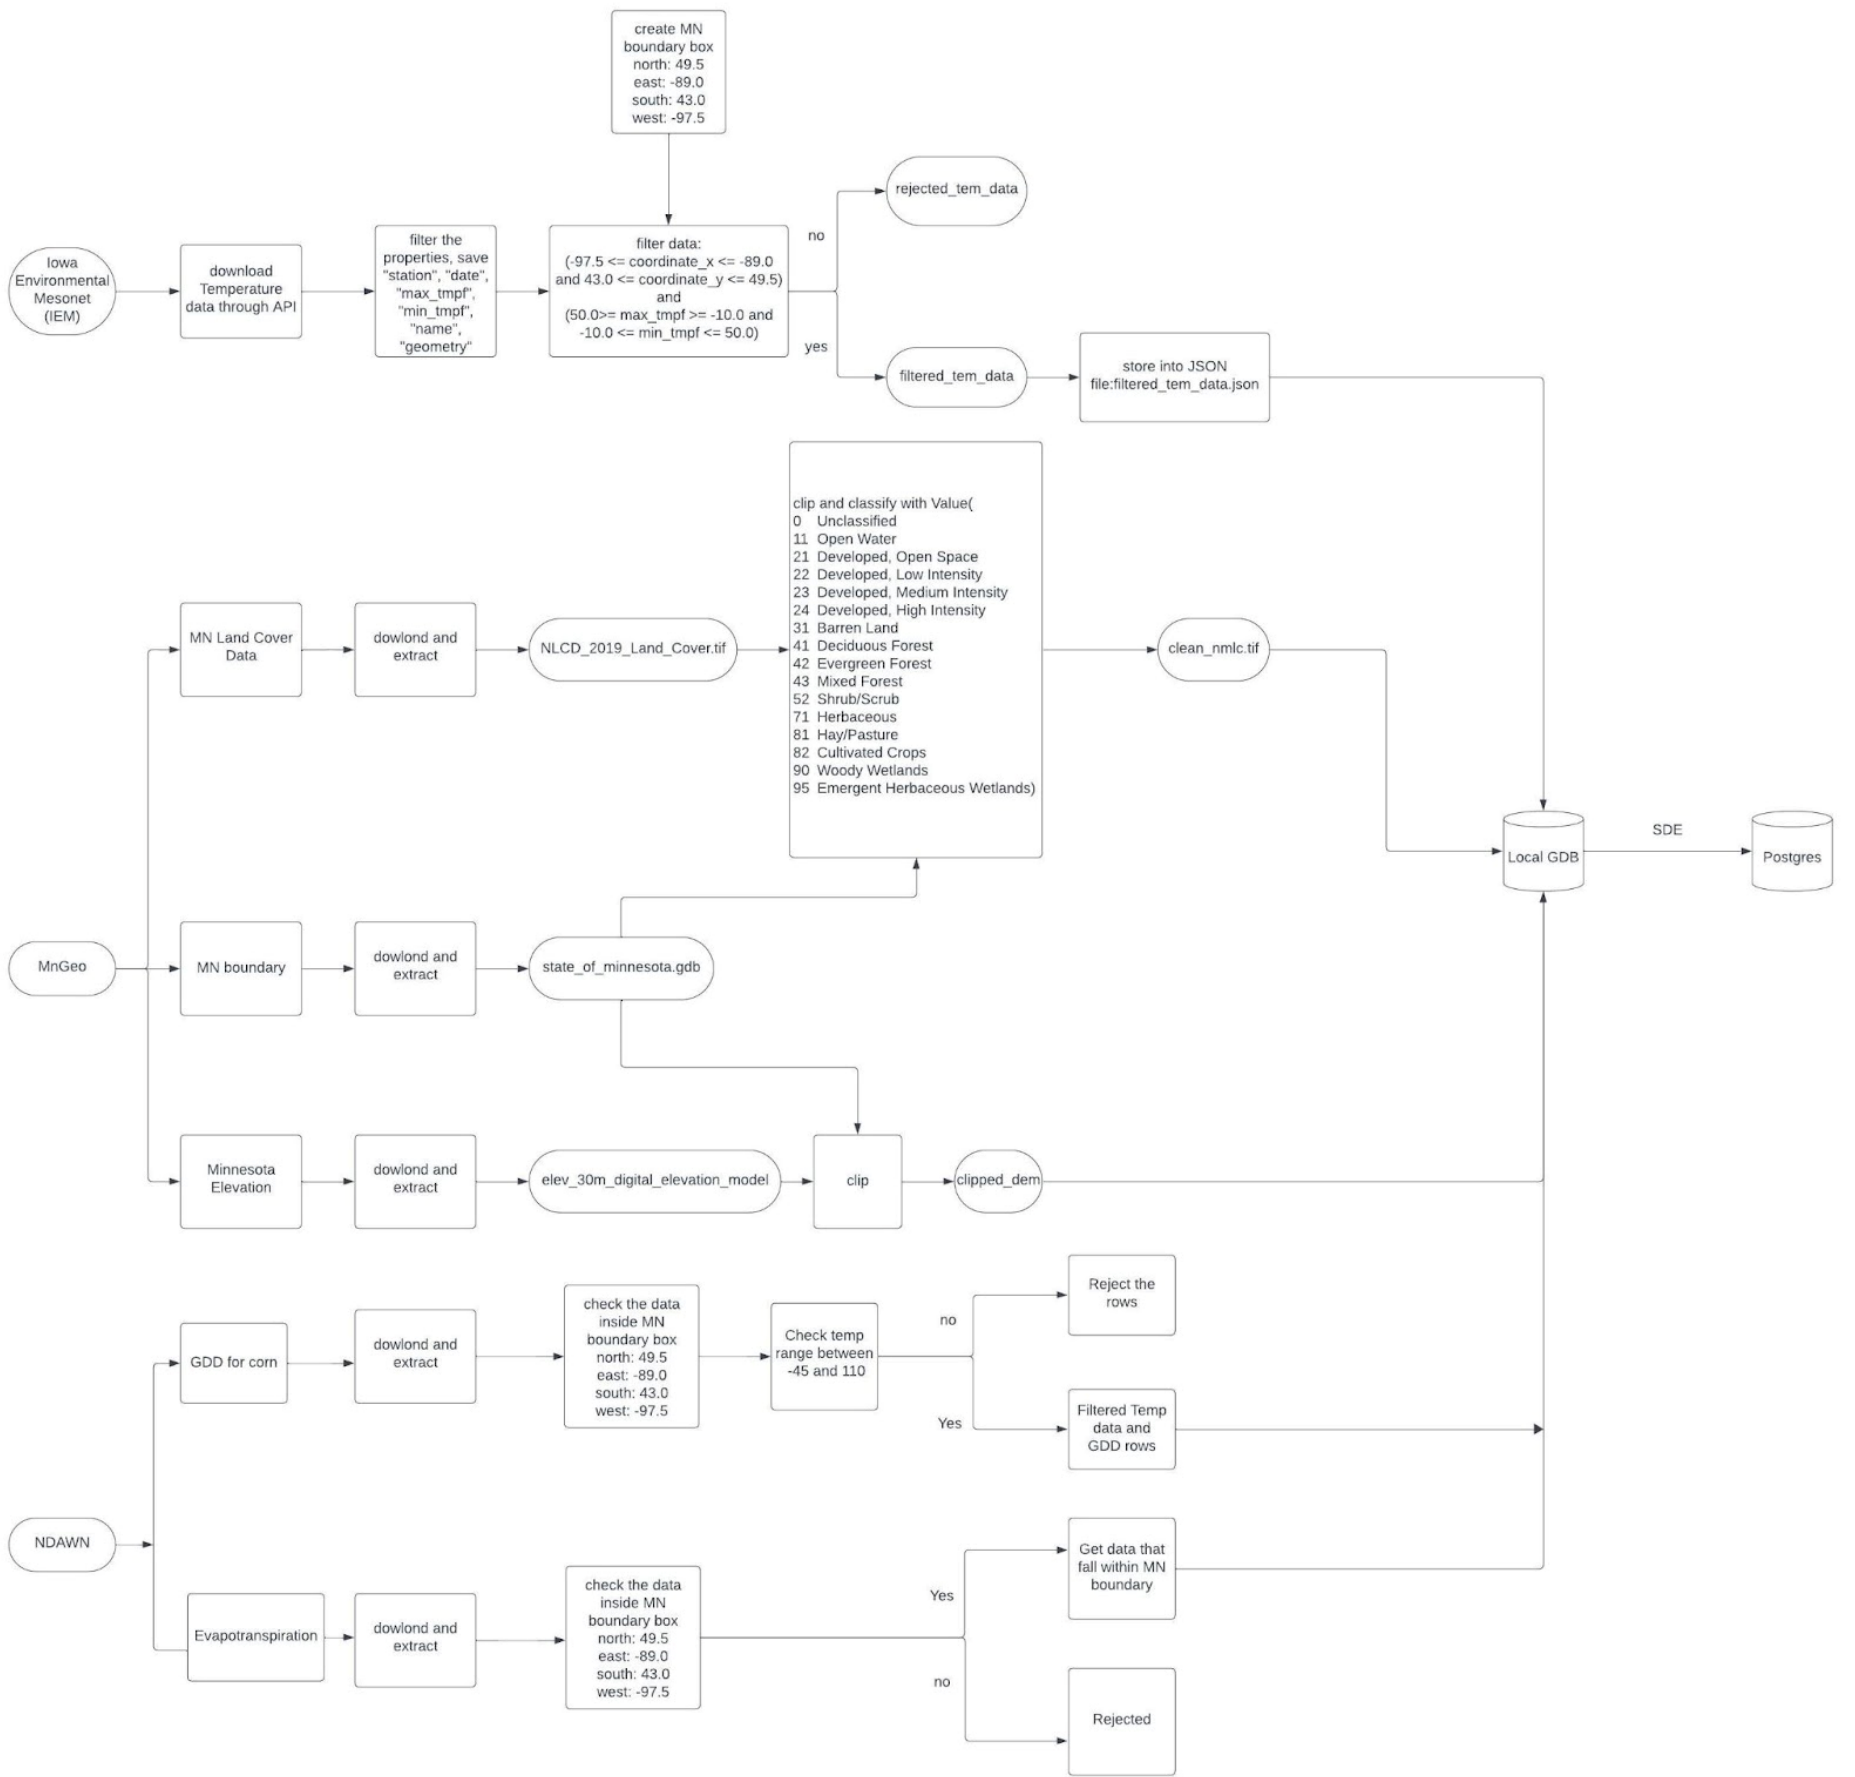 create MN
boundary box
north: 49.5
east: -89.0
south: 43.0
west: -97.5
Iowa
Environmental
Mesonet
(IEM)
download
Temperature
data through API
filter the
properties, save
"station", "date",
"max_tmpf",
"min_tmpf",
"name",
"geometry"
filter data:
(-97.5 <= coordinate_x <= -89.0
and 43.0 <= coordinate_y <= 49.5)
and
(50.0>= max_tmpf >= -10.0 and
-10.0 <= min_tmpf <= 50.0)
no
rejected_tem_data
yes
filtered_tem_data
store into JSON
file:filtered_tem_data.json
MnGeo
MN Land Cover
Data
dowlond and
extract
NLCD_2019_Land_Cover.tif
clip and classify with Value(
0 Unclassified
11 Open Water
21 Developed, Open Space
22 Developed, Low Intensity
23 Developed, Medium Intensity
24 Developed, High Intensity
31 Barren Land
41 Deciduous Forest
42 Evergreen Forest
43 Mixed Forest
52 Shrub/Scrub
71 Herbaceous
81 Hay/Pasture
82 Cultivated Crops
90 Woody Wetlands
95 Emergent Herbaceous Wetlands)
clean_nmlc.tif
Local GDB
SDE
Postgres
MN boundary
dowlond and
extract
state_of_minnesota.gdb
Minnesota
Elevation
dowlond and
extract
elev_30m_digital_elevation_model
clip
clipped_dem
NDAWN
GDD for corn
dowlond and
extract
check the data
inside MN
boundary box
north: 49.5
east: -89.0
south: 43.0
west: -97.5
Check temp
range between
-45 and 110
no
Reject the
rows
Yes
Filtered Temp
data and
GDD rows
Evapotranspiration
dowlond and
extract
check the data
inside MN
boundary box
north: 49.5
east: -89.0
south: 43.0
west: -97.5
Yes
Get data that
fall within MN
boundary
no
Rejected